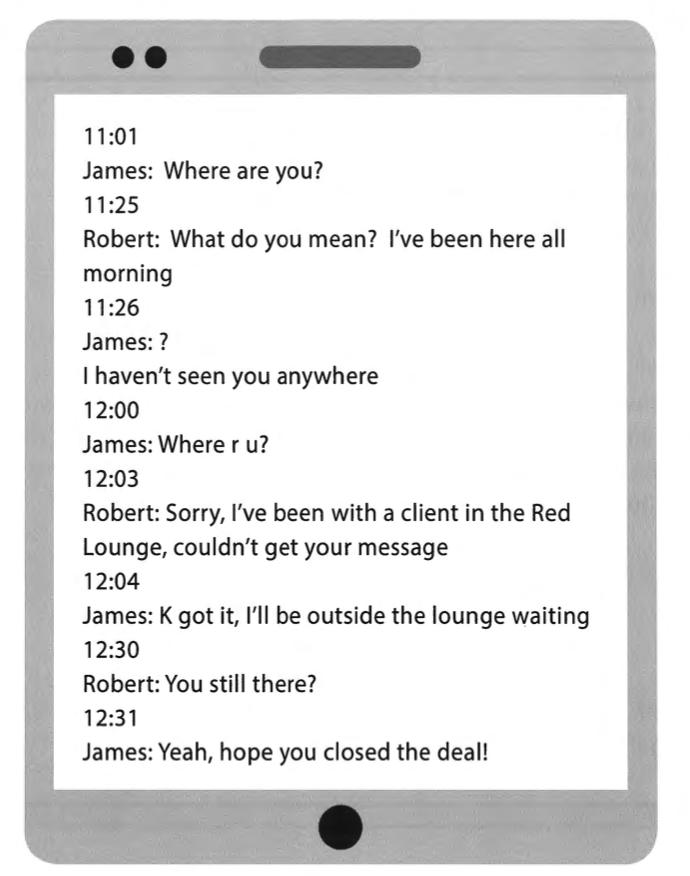 11:01
James: Where are you?
11:25
Robert: What do you mean? I've been here all
morning
11:26
James: ?
I haven't seen you anywhere
12:00
James: Where r u?
12:03
Robert: Sorry, I've been with a client in the Red
Lounge, couldn't get your message
12:04
James: K got it, I'll be outside the lounge waiting
12:30
Robert: You still there?
12:31
James: Yeah, hope you closed the deal!